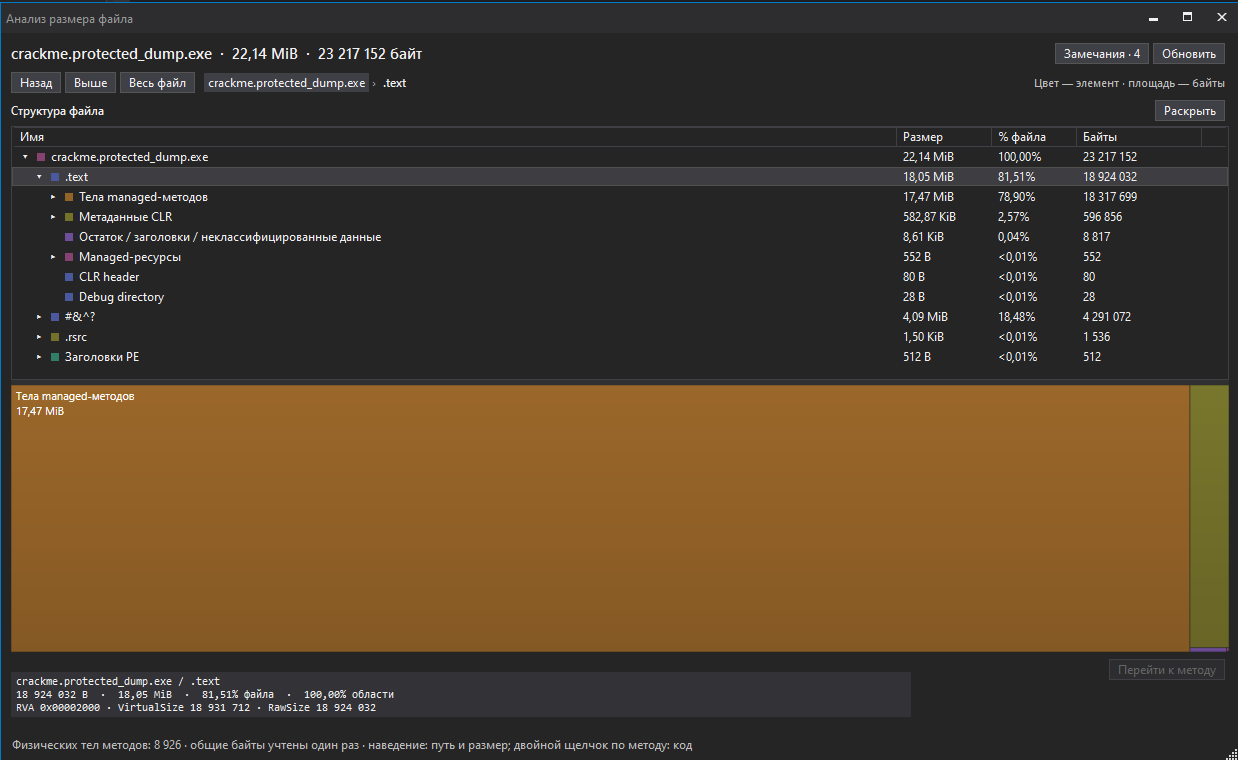 Анализ размера файла
crackme.protected_dump.exe · 22,14 MiB · 23 217 152 байт
Замечания · 4
Обновить
Назад
Выше
Весь файл
crackme.protected_dump.exe › .text
Цвет — элемент · площадь — байты
Структура файла
Раскрыть
Имя Размер % файла Байты
crackme.protected_dump.exe 22,14 MiB 100,00% 23 217 152
.text 18,05 MiB 81,51% 18 924 032
Тела managed-методов 17,47 MiB 78,90% 18 317 699
Метаданные CLR 582,87 KiB 2,57% 596 856
Остаток / заголовки / неклассифицированные данные 8,61 KiB 0,04% 8 817
Managed-ресурсы 552 B <0,01% 552
CLR header 80 B <0,01% 80
Debug directory 28 B <0,01% 28
#&^? 4,09 MiB 18,48% 4 291 072
.rsrc 1,50 KiB <0,01% 1 536
Заголовки PE 512 B <0,01% 512
Тела managed-методов
17,47 MiB
Перейти к методу
crackme.protected_dump.exe / .text
18 924 032 B · 18,05 MiB · 81,51% файла · 100,00% области
RVA 0x00002000 · VirtualSize 18 931 712 · RawSize 18 924 032
Физических тел методов: 8 926 · общие байты учтены один раз · наведение: путь и размер; двойной щелчок по методу: код